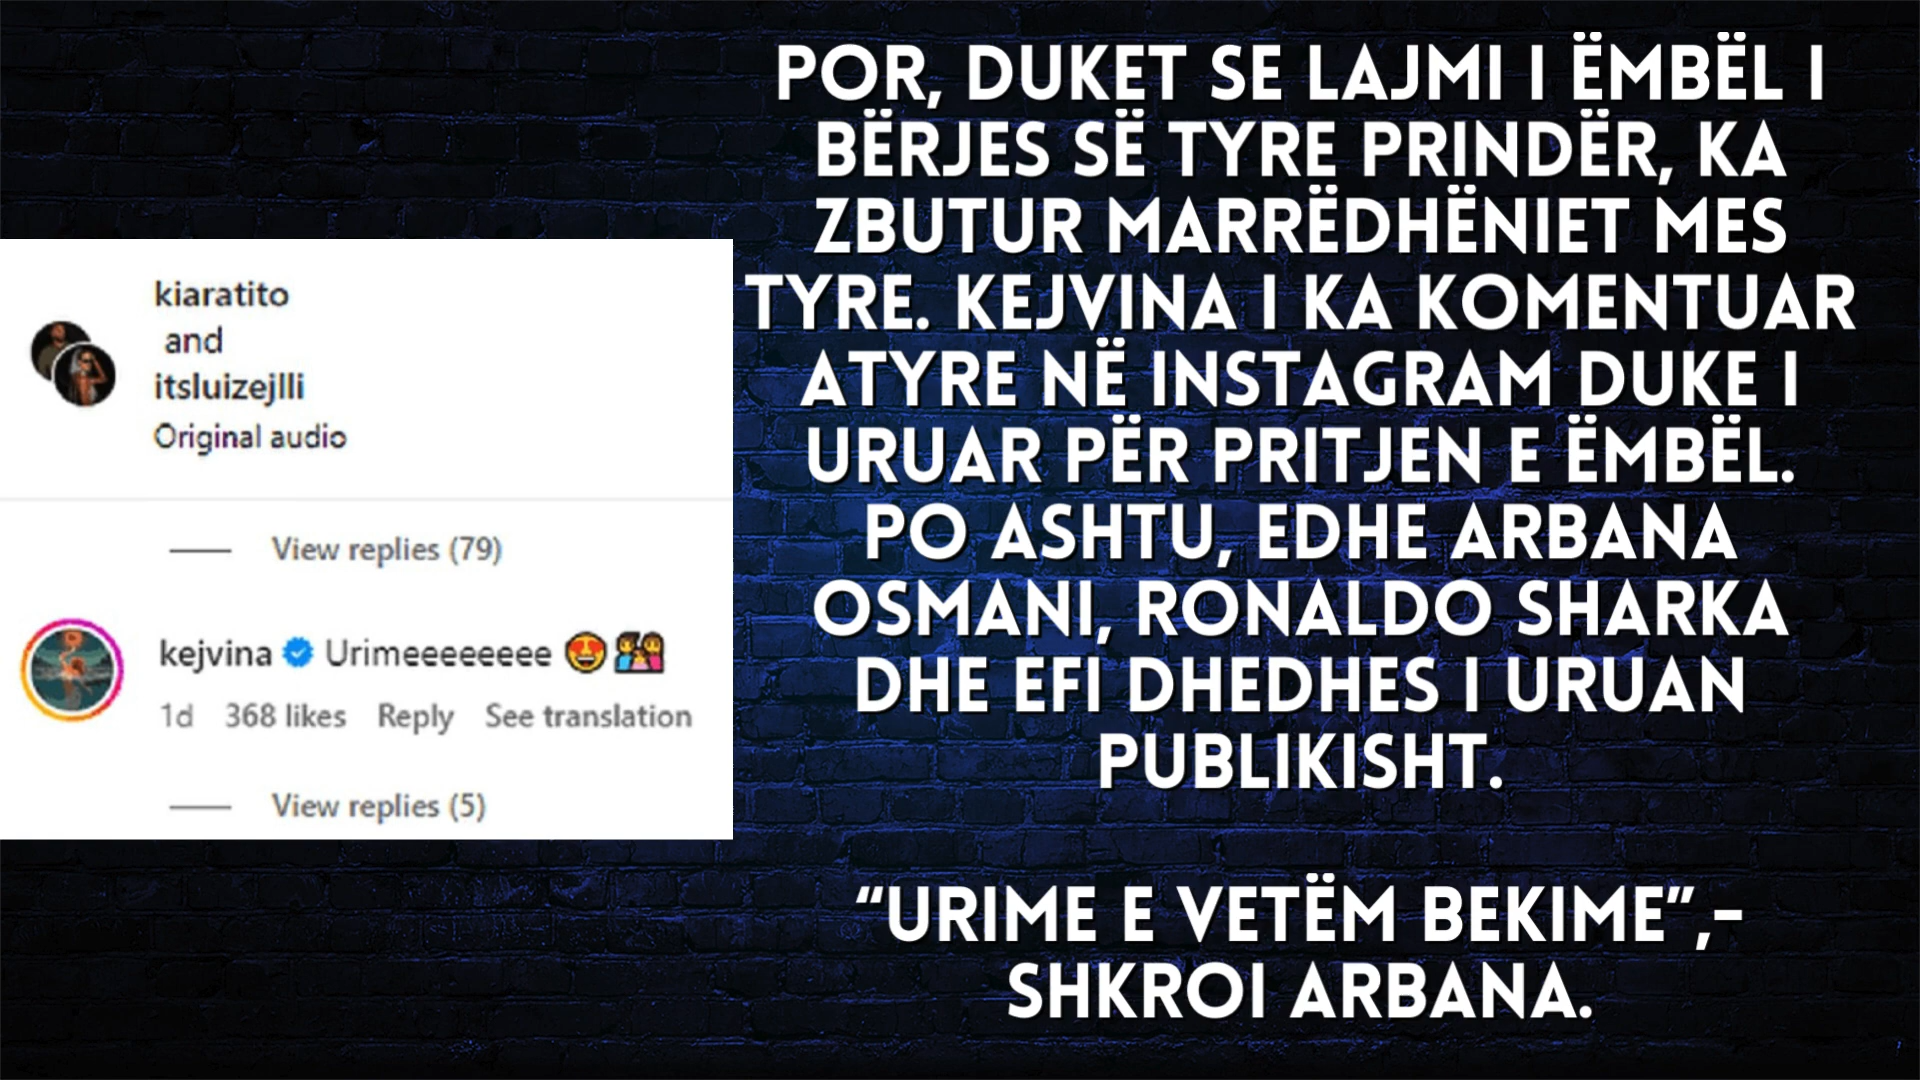 kiaratito
and
itsluizejlli
Original audio
View replies (79)
kejvina Urimeeeeeeeee 😍 👨‍👩‍👧
1d 368 likes Reply See translation
View replies (5)
POR, DUKET SE LAJMI I ËMBËL I
BËRJES SË TYRE PRINDËR, KA
ZBUTUR MARRËDHËNIET MES
TYRE. KEJVINA I KA KOMENTUAR
ATYRE NË INSTAGRAM DUKE I
URUAR PËR PRITJEN E ËMBËL.
PO ASHTU, EDHE ARBANA
OSMANI, RONALDO SHARKA
DHE EFI DHEDHES I URUAN
PUBLIKISHT.
“URIME E VETËM BEKIME”,-
SHKROI ARBANA.